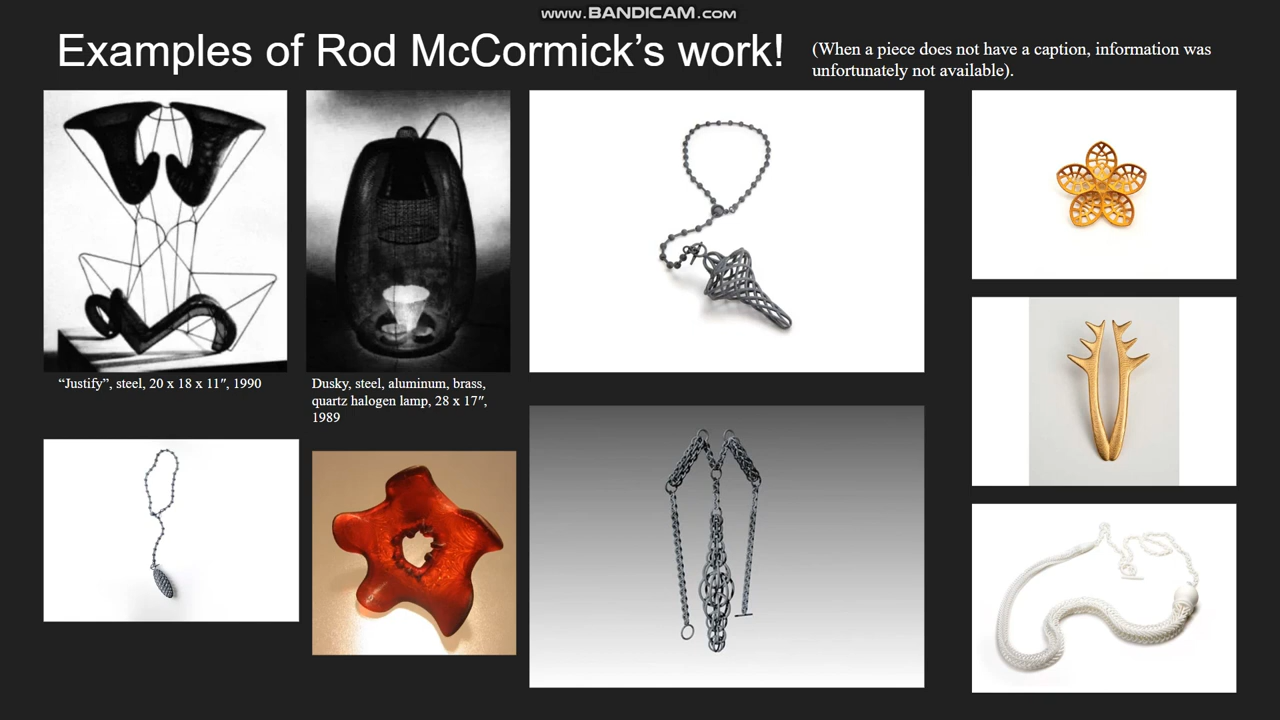 www.BANDICAM.com
Examples of Rod McCormick’s work!
(When a piece does not have a caption, information was
unfortunately not available).
“Justify”, steel, 20 x 18 x 11″, 1990
Dusky, steel, aluminum, brass,
quartz halogen lamp, 28 x 17″,
1989